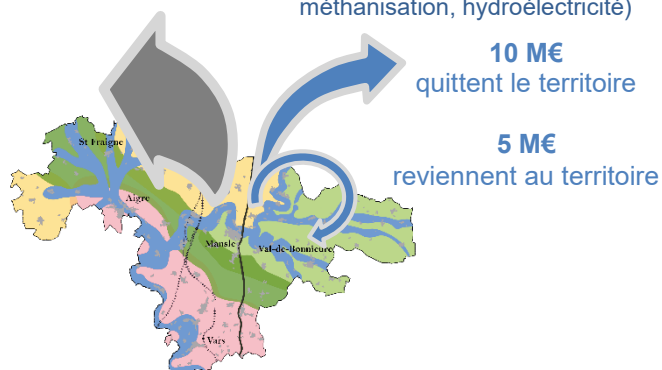 méthanisation, hydroélectricité)
10 M€
quittent le territoire
5 M€
reviennent au territoire
St Fraigne
Aigre
Mansle
Val-de-Bonnieure
Vars